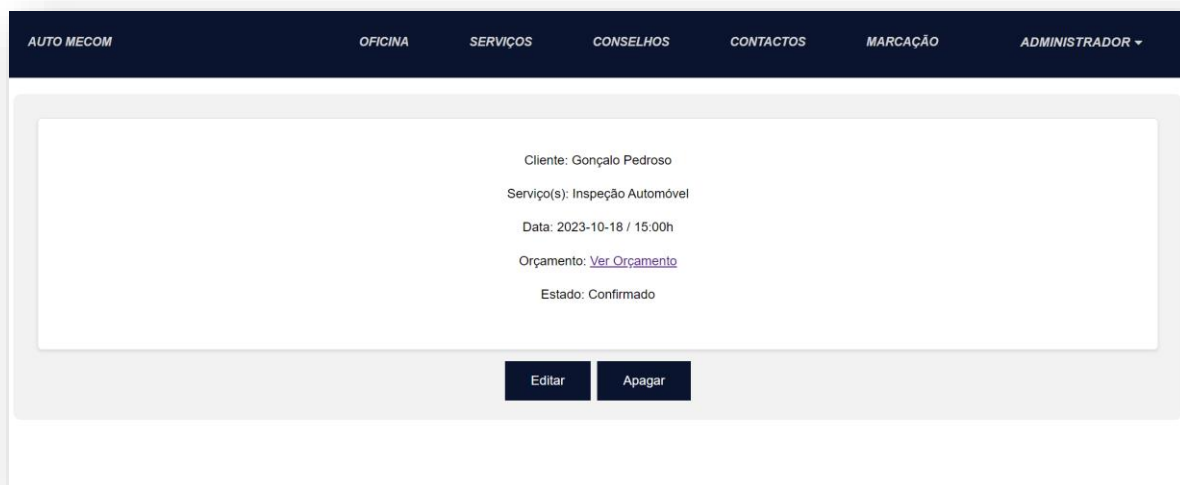 AUTO MECOM OFICINA SERVIÇOS CONSELHOS CONTACTOS MARCAÇÃO ADMINISTRADOR
Cliente: Gonçalo Pedroso
Serviço(s): Inspeção Automóvel
Data: 2023-10-18 / 15:00h
Orçamento: Ver Orçamento
Estado: Confirmado
Editar Apagar